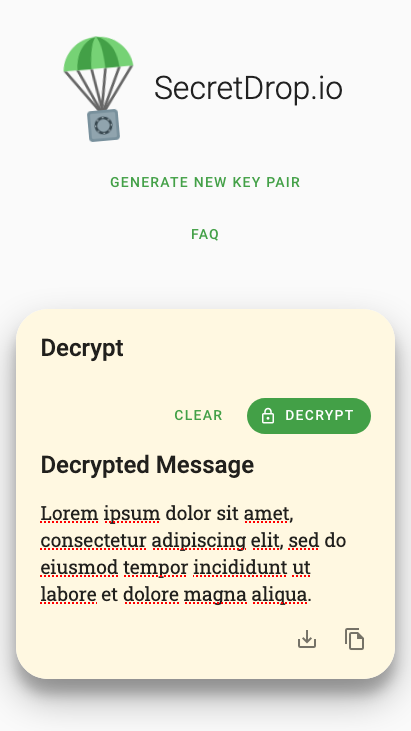 SecretDrop.io
GENERATE NEW KEY PAIR
FAQ
Decrypt
CLEAR
DECRYPT
Decrypted Message
Lorem ipsum dolor sit amet,
consectetur adipiscing elit, sed do
eiusmod tempor incididunt ut
labore et dolore magna aliqua.